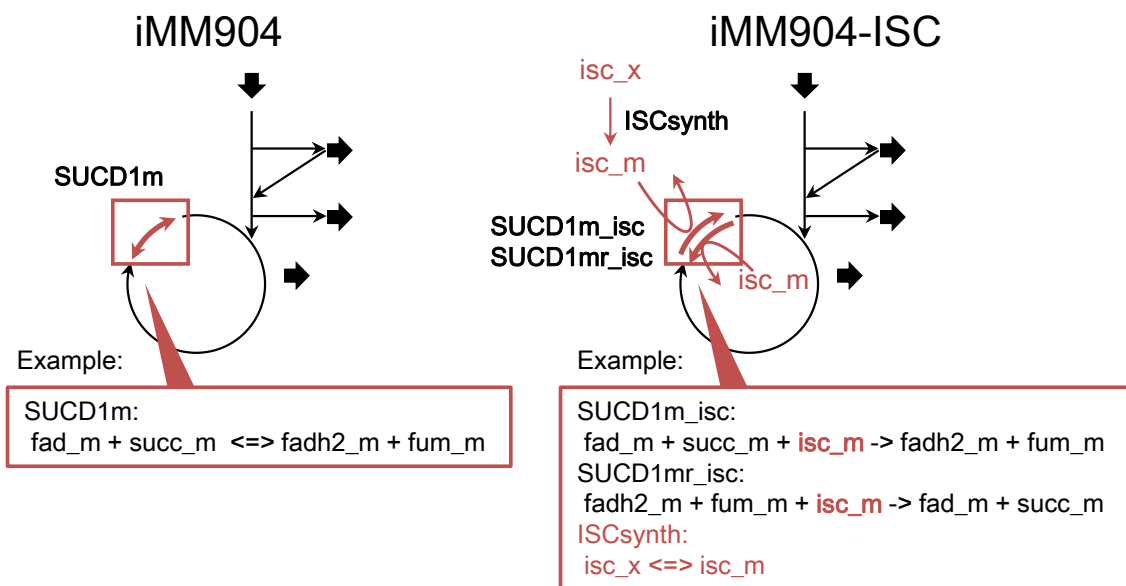 iMM904
SUCD1m
Example:
SUCD1m:
fad_m + succ_m <=> fadh2_m + fum_m
iMM904-ISC
isc_x
ISCsynth
isc_m
SUCD1m_isc
SUCD1mr_isc
isc_m
Example:
SUCD1m_isc:
fad_m + succ_m + isc_m -> fadh2_m + fum_m
SUCD1mr_isc:
fadh2_m + fum_m + isc_m -> fad_m + succ_m
ISCsynth:
isc_x <=> isc_m